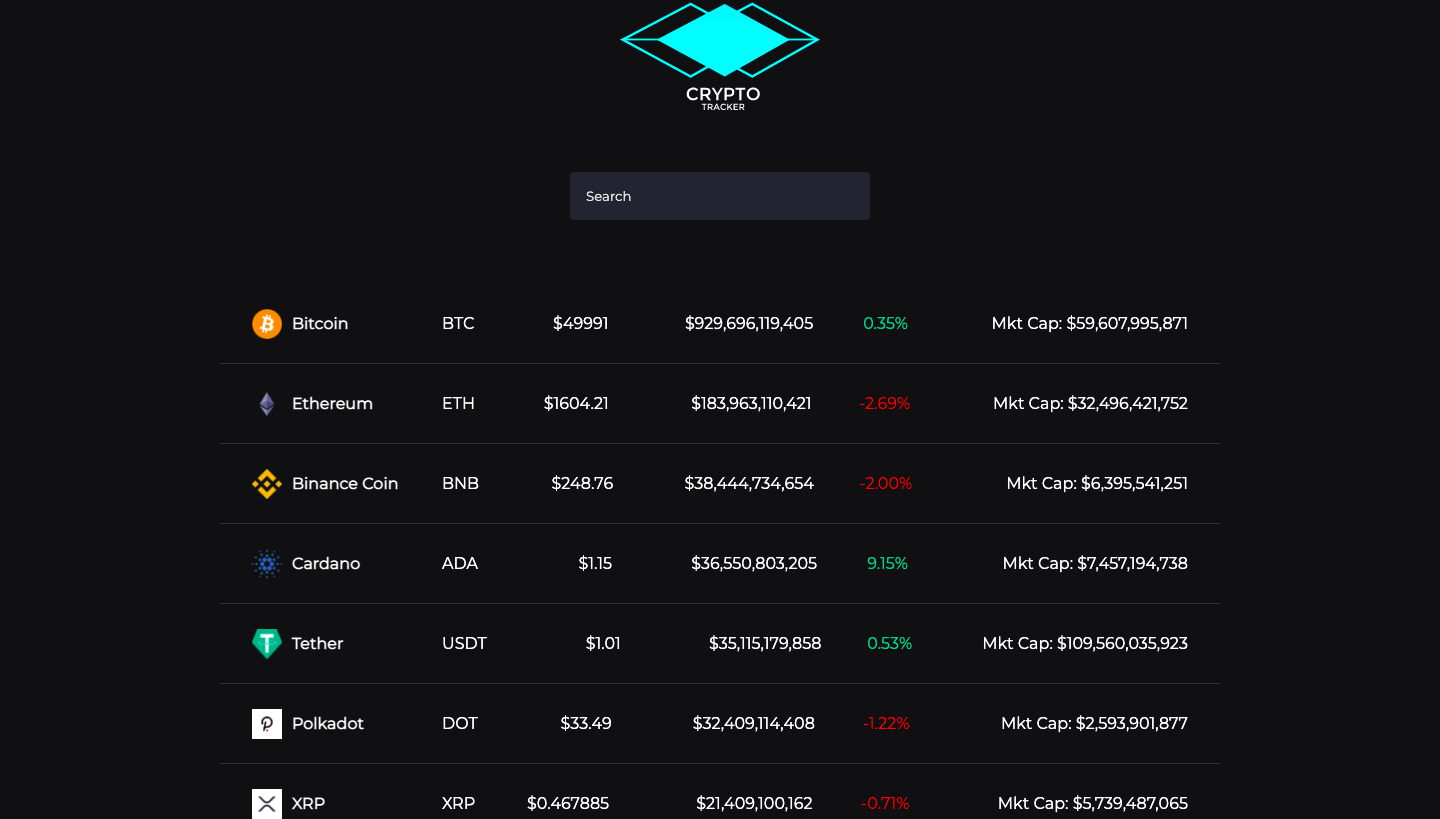 CRYPTO
TRACKER
Search
Bitcoin BTC $49991 $929,696,119,405 0.35% Mkt Cap: $59,607,995,871
Ethereum ETH $1604.21 $183,963,110,421 -2.69% Mkt Cap: $32,496,421,752
Binance Coin BNB $248.76 $38,444,734,654 -2.00% Mkt Cap: $6,395,541,251
Cardano ADA $1.15 $36,550,803,205 9.15% Mkt Cap: $7,457,194,738
Tether USDT $1.01 $35,115,179,858 0.53% Mkt Cap: $109,560,035,923
Polkadot DOT $33.49 $32,409,114,408 -1.22% Mkt Cap: $2,593,901,877
XRP XRP $0.467885 $21,409,100,162 -0.71% Mkt Cap: $5,739,487,065